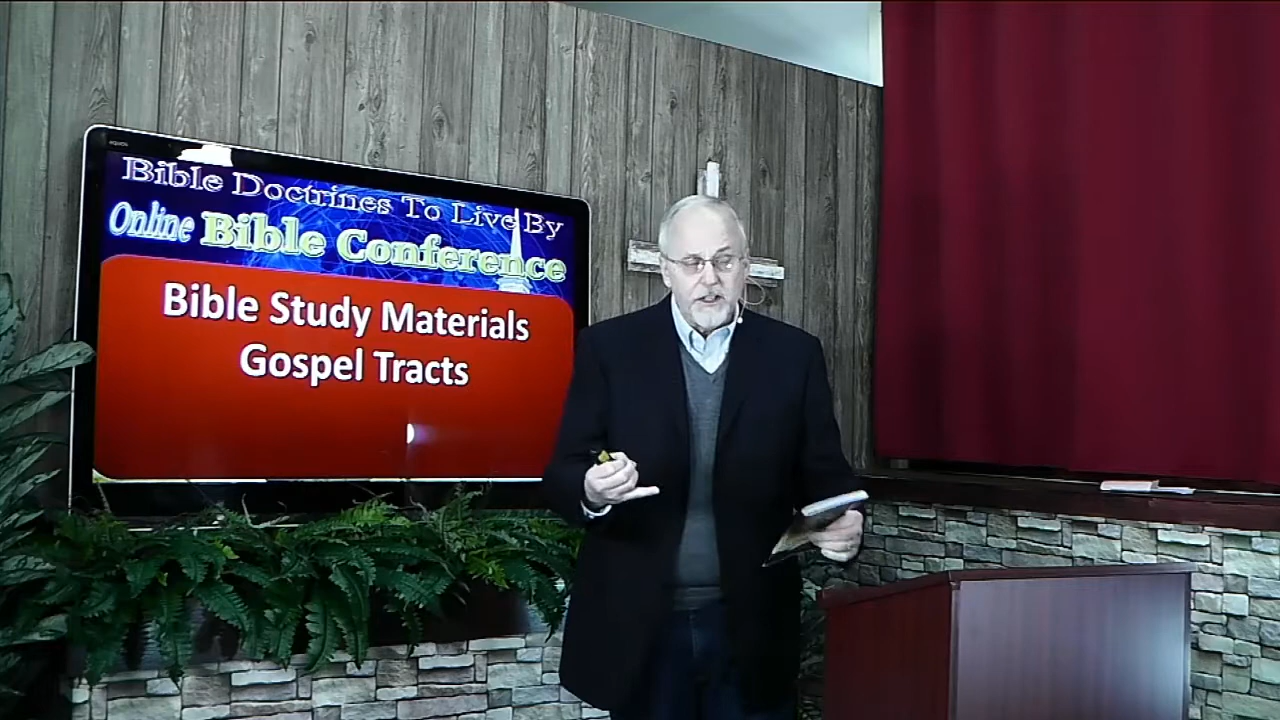 Bible Doctrines To Live By
Online Bible Conference
Bible Study Materials
Gospel Tracts